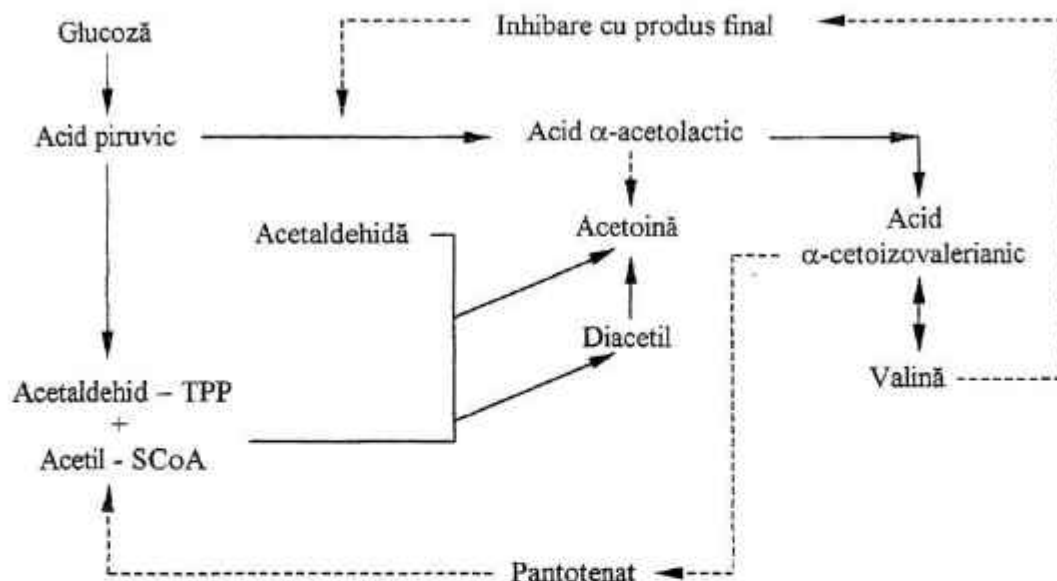 Glucoză
Inhibare cu produs final
Acid piruvic
Acid α-acetolactic
Acetaldehidă
Acetoină
Acid
α-cetoizovalerianic
Diacetil
Valină
Acetaldehid – TPP
+
Acetil - SCoA
Pantotenat